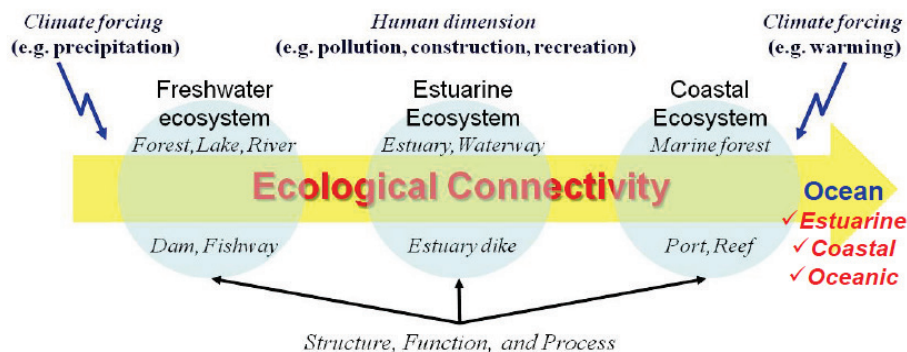 Climate forcing
(e.g. precipitation)
Human dimension
(e.g. pollution, construction, recreation)
Climate forcing
(e.g. warming)
Freshwater
ecosystem
Forest, Lake, River
Estuarine
Ecosystem
Estuary, Waterway
Coastal
Ecosystem
Marine forest
Ecological Connectivity
Ocean
✓Estuarine
✓Coastal
✓Oceanic
Dam, Fishway
Estuary dike
Port, Reef
Structure, Function, and Process